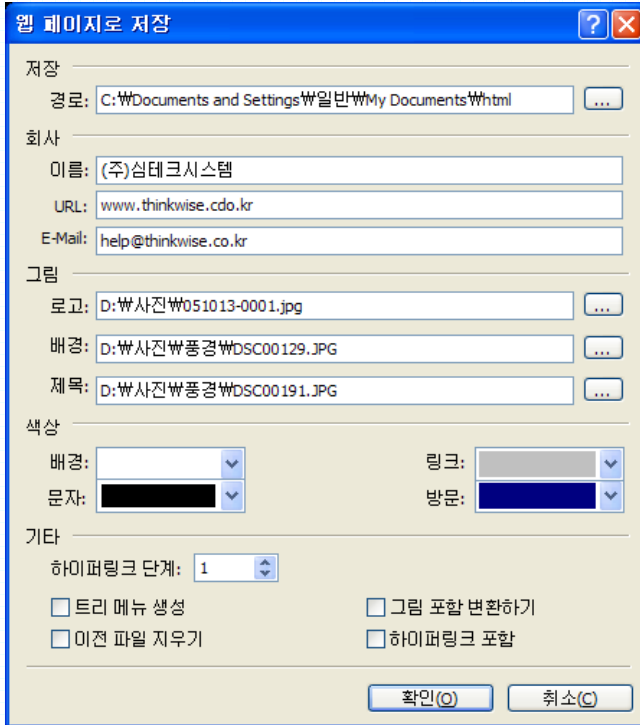 웹 페이지로 저장
저장
경로: C:₩Documents and Settings₩일반₩My Documents₩html ...
회사
이름: (주)심테크시스템
URL: www.thinkwise.cdo.kr
E-Mail: help@thinkwise.co.kr
그림
로고: D:₩사진₩051013-0001.jpg ...
배경: D:₩사진₩풍경₩DSC00129.JPG ...
제목: D:₩사진₩풍경₩DSC00191.JPG ...
색상
배경: 링크:
문자: 방문:
기타
하이퍼링크 단계: 1
트리 메뉴 생성 그림 포함 변환하기
이전 파일 지우기 하이퍼링크 포함
확인(O) 취소(C)